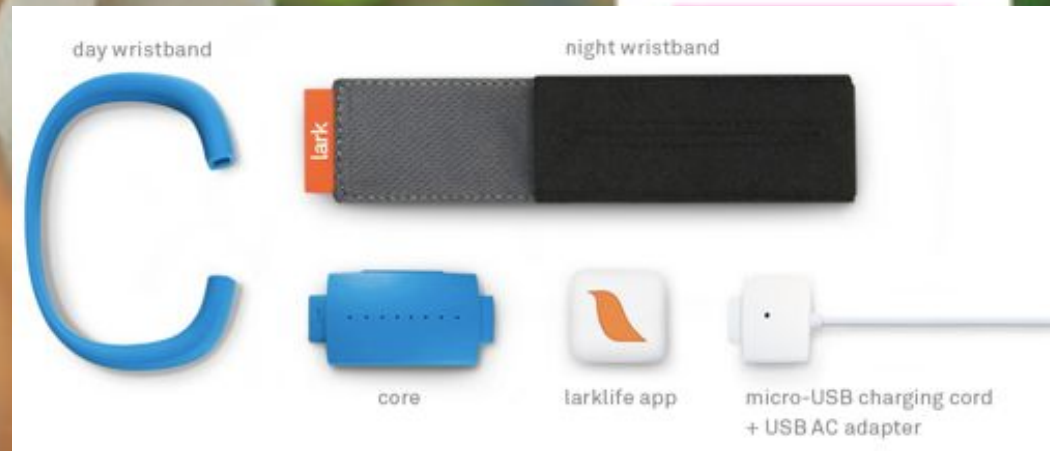 day wristband
night wristband
lark
core
larklife app
micro-USB charging cord
+ USB AC adapter